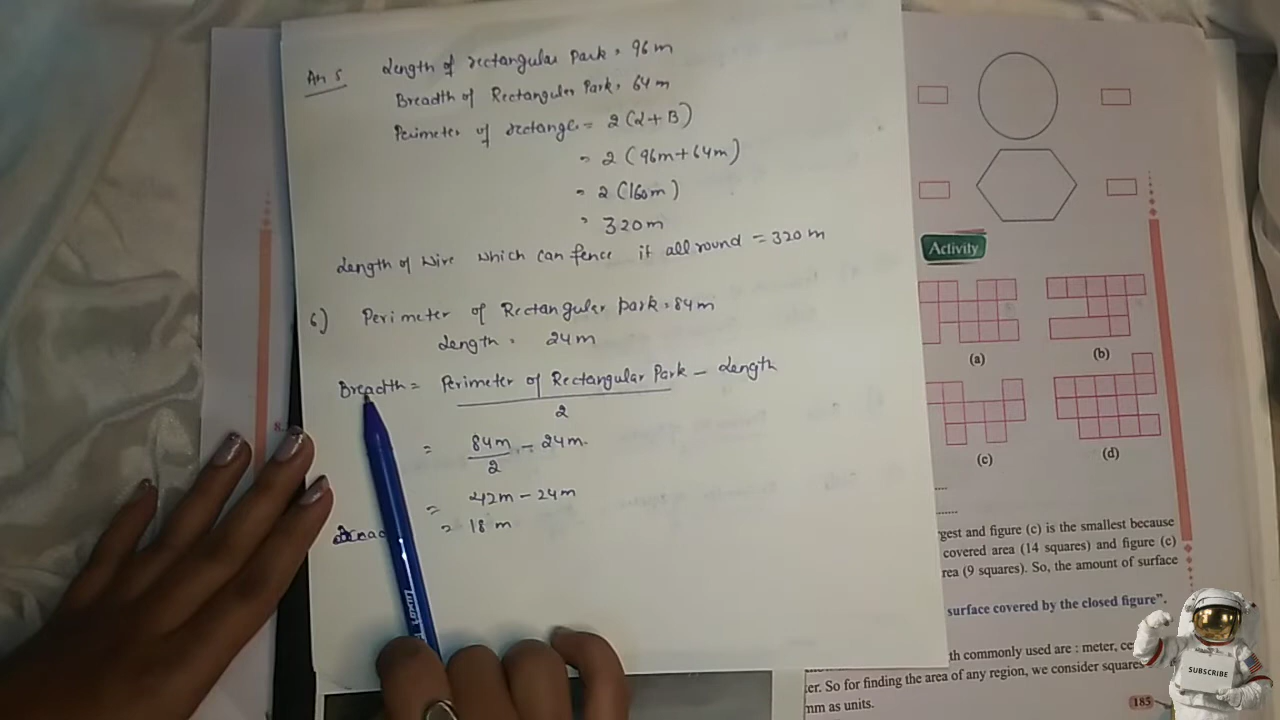 Ans 5 Length of rectangular Park = 96 m
Breadth of Rectangular Park = 64 m
Perimeter of rectangle = 2 (L + B)
= 2 (96m + 64m)
= 2 (160m)
= 320 m
Length of wire which can fence it all round = 320 m
6) Perimeter of Rectangular park = 84 m
Length = 24 m
Breadth = Perimeter of Rectangular Park − Length
2
= 84m − 24m.
2
= 42m − 24m
= 18 m
8.
Activity
(a)
(b)
(c)
(d)
gest and figure (c) is the smallest because
covered area (14 squares) and figure (c)
rea (9 squares). So, the amount of surface
surface covered by the closed figure”.
th commonly used are : meter, ce
er. So for finding the area of any region, we consider squares
mm as units.
185
Luxor
SUBSCRIBE